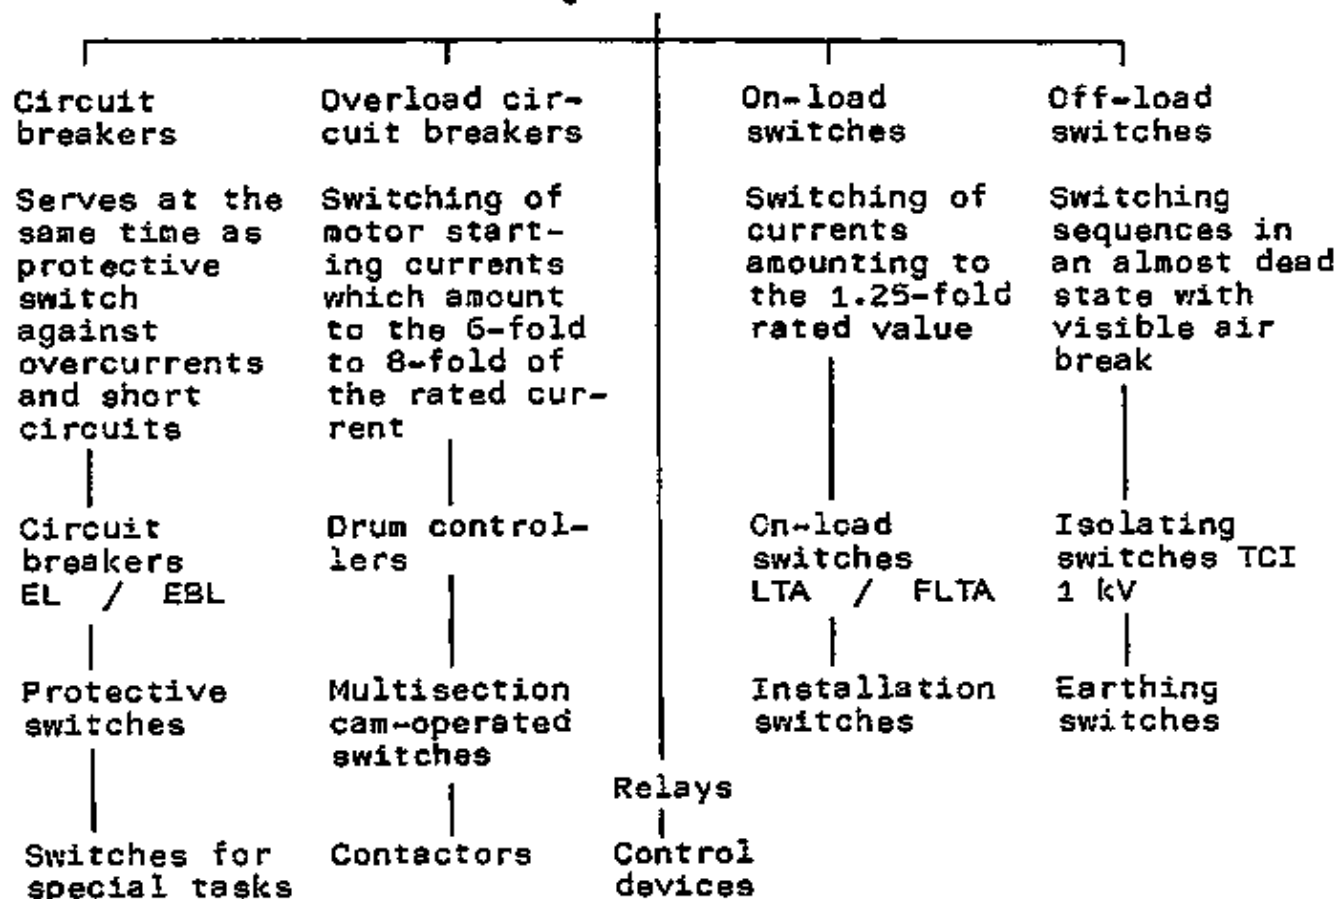 Circuit
breakers
Serves at the
same time as
protective
switch
against
overcurrents
and short
circuits
Circuit
breakers
EL / EBL
Protective
switches
Switches for
special tasks
Overload cir-
cuit breakers
Switching of
motor start-
ing currents
which amount
to the 6-fold
to 8-fold of
the rated cur-
rent
Drum control-
lers
Multisection
cam-operated
switches
Contactors
Relays
Control
devices
On-load
switches
Switching of
currents
amounting to
the 1.25-fold
rated value
On-load
switches
LTA / FLTA
Installation
switches
Off-load
switches
Switching
sequences in
an almost dead
state with
visible air
break
Isolating
switches TCI
1 kV
Earthing
switches